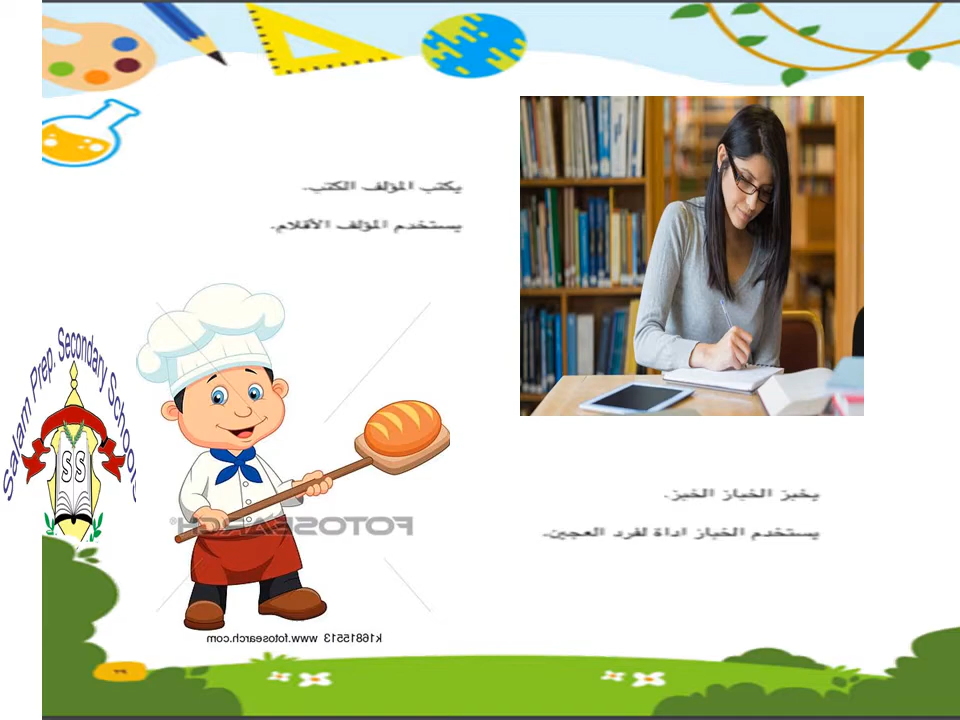 يكتب المؤلف الكتب.
يستخدم المؤلف الأقلام.
Salam Prep. Secondary School
SS
FOTOSEARCH®
يخبز الخباز الخبز.
يستخدم الخباز اداة لفرد العجين.
k16815513 www.fotosearch.com